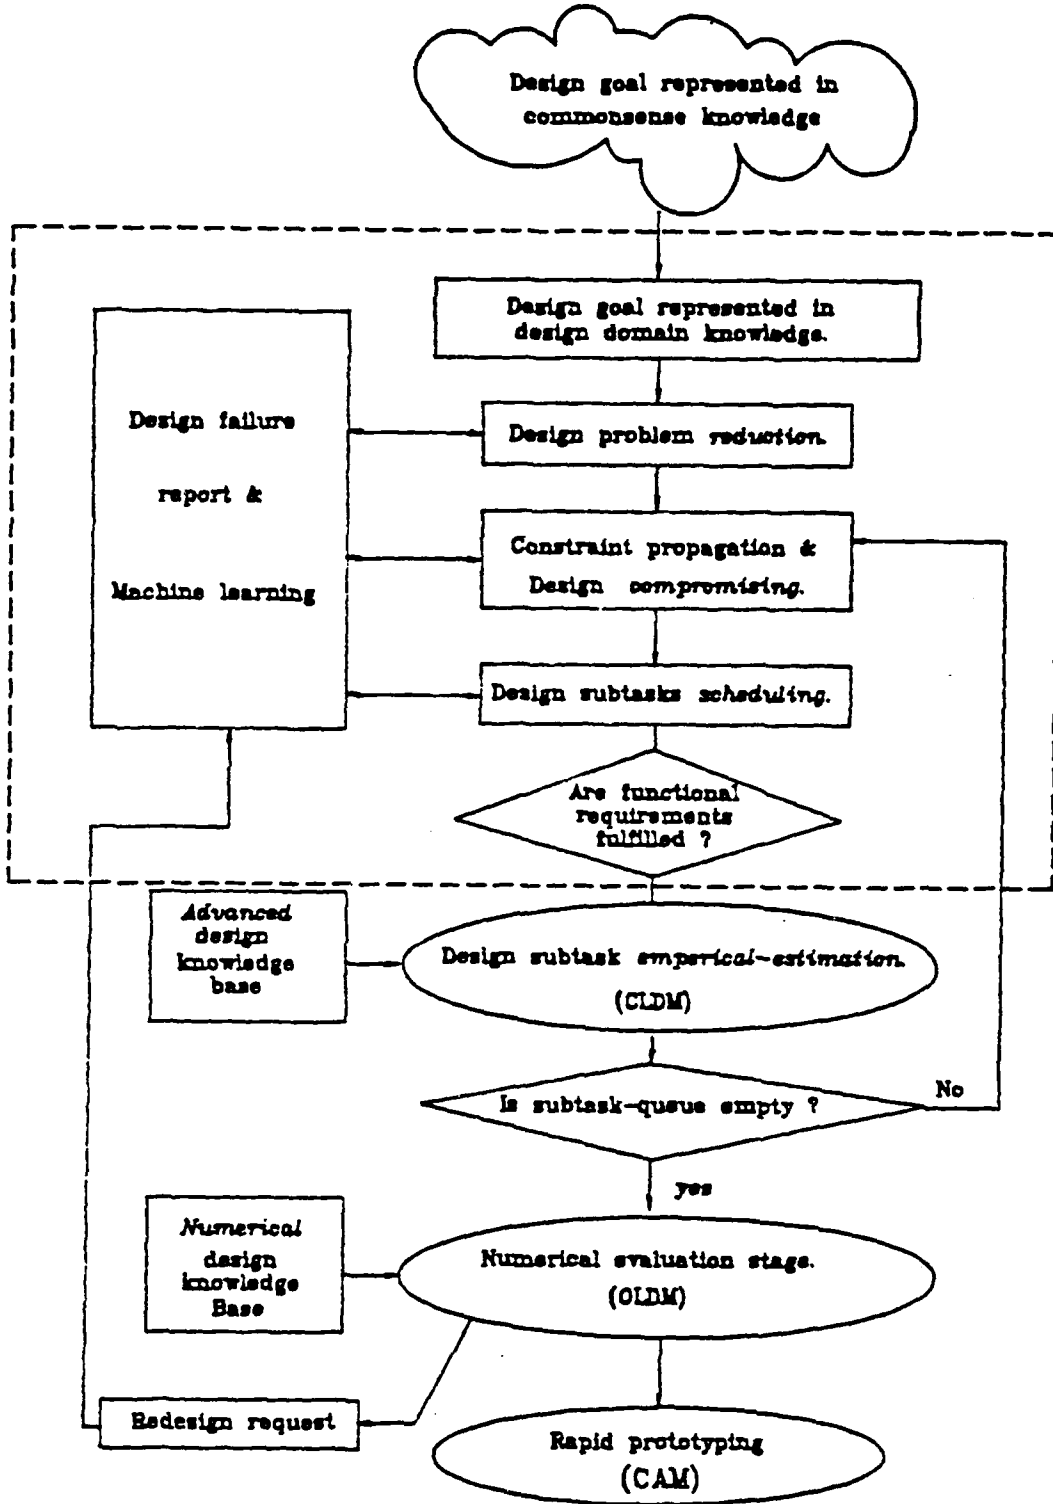 Design goal represented in
commonsense knowledge
Design goal represented in
design domain knowledge.
Design failure
report &
Machine learning
Design problem reduction.
Constraint propagation &
Design compromising.
Design subtasks scheduling.
Are functional
requirements
fulfilled ?
Advanced
design
knowledge
base
Design subtask emperical-estimation.
(CLDM)
Is subtask-queue empty ?
No
yes
Numerical
design
knowledge
Base
Numerical evaluation stage.
(OLDM)
Redesign request
Rapid prototyping
(CAM)